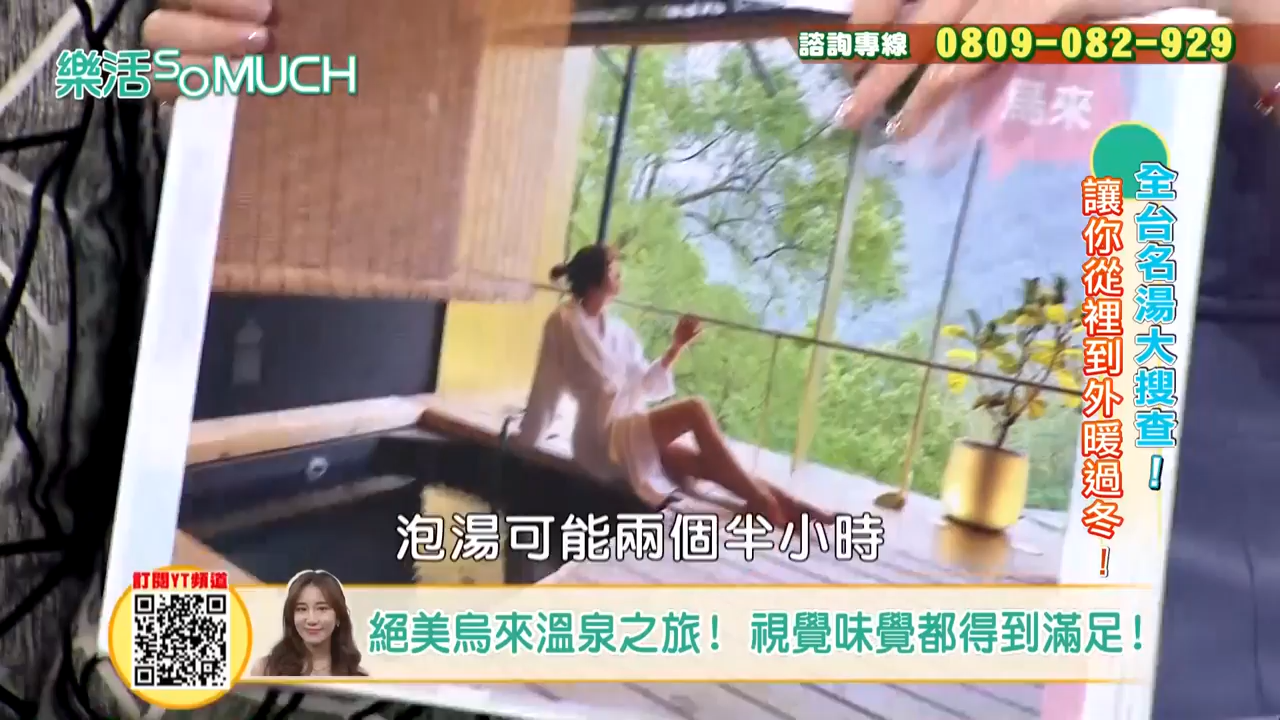 樂活SOMUCH
諮詢專線 0809-082-929
烏來
全台名湯大搜查！
讓你從裡到外暖過冬！
泡湯可能兩個半小時
訂閱YT頻道
絕美烏來溫泉之旅！ 視覺味覺都得到滿足！